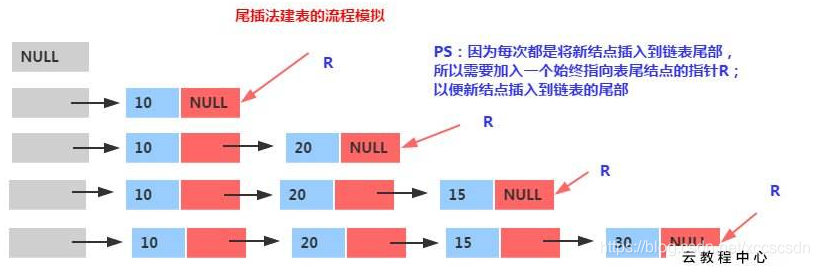 尾插法建表的流程模拟
NULL
PS：因为每次都是将新结点插入到链表尾部，
所以需要加入一个始终指向表尾结点的指针R；
以便新结点插入到链表的尾部
R
10 NULL
R
10 20 NULL
R
10 20 15 NULL
R
10 20 15 30 NULL
https://blog.csdn.net/xccscsdn
云教程中心